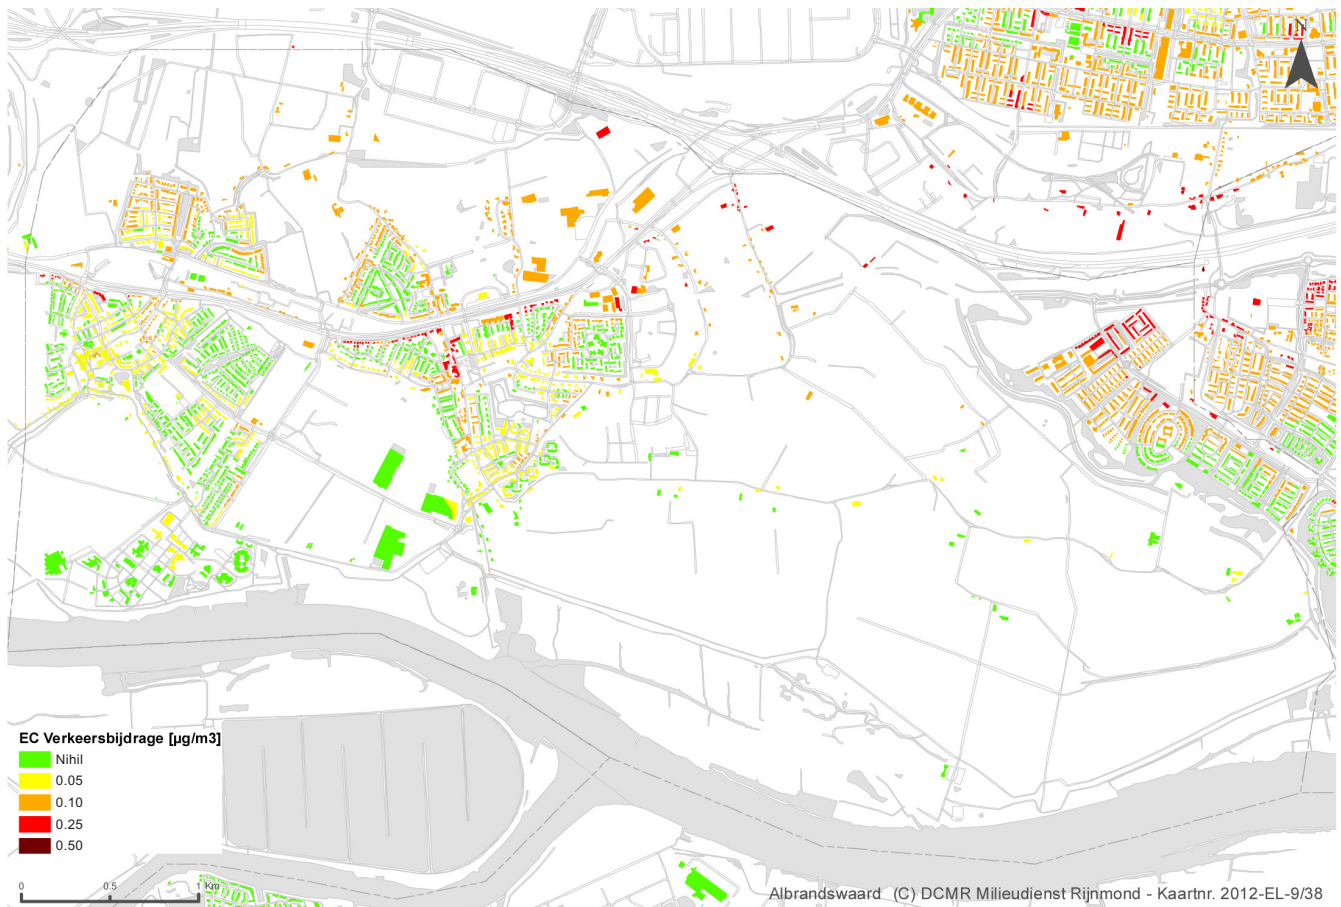 N
EC Verkeersbijdrage [µg/m3]
Nihil
0.05
0.10
0.25
0.50
0 0.5 1 Km
Albrandswaard (C) DCMR Milieudienst Rijnmond - Kaartnr. 2012-EL-9/38